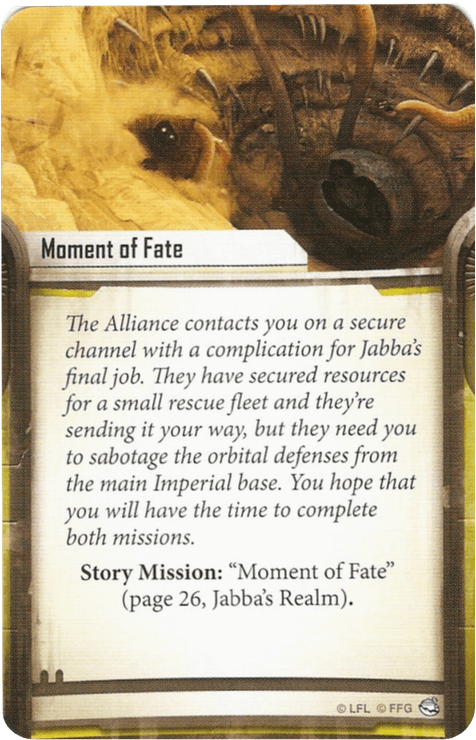 Moment of Fate
The Alliance contacts you on a secure
channel with a complication for Jabba's
final job. They have secured resources
for a small rescue fleet and they're
sending it your way, but they need you
to sabotage the orbital defenses from
the main Imperial base. You hope that
you will have the time to complete
both missions.
Story Mission: “Moment of Fate”
(page 26, Jabba's Realm).
© LFL © FFG